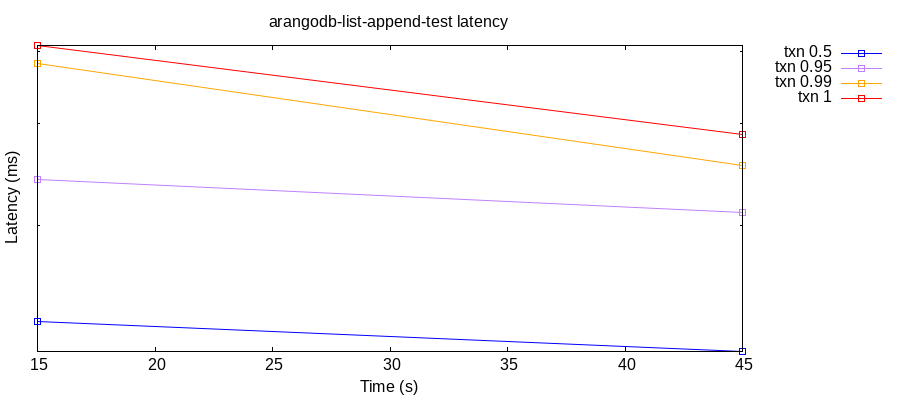 arangodb-list-append-test latency
txn 0.5
txn 0.95
txn 0.99
txn 1
Latency (ms)
15 20 25 30 35 40 45
Time (s)